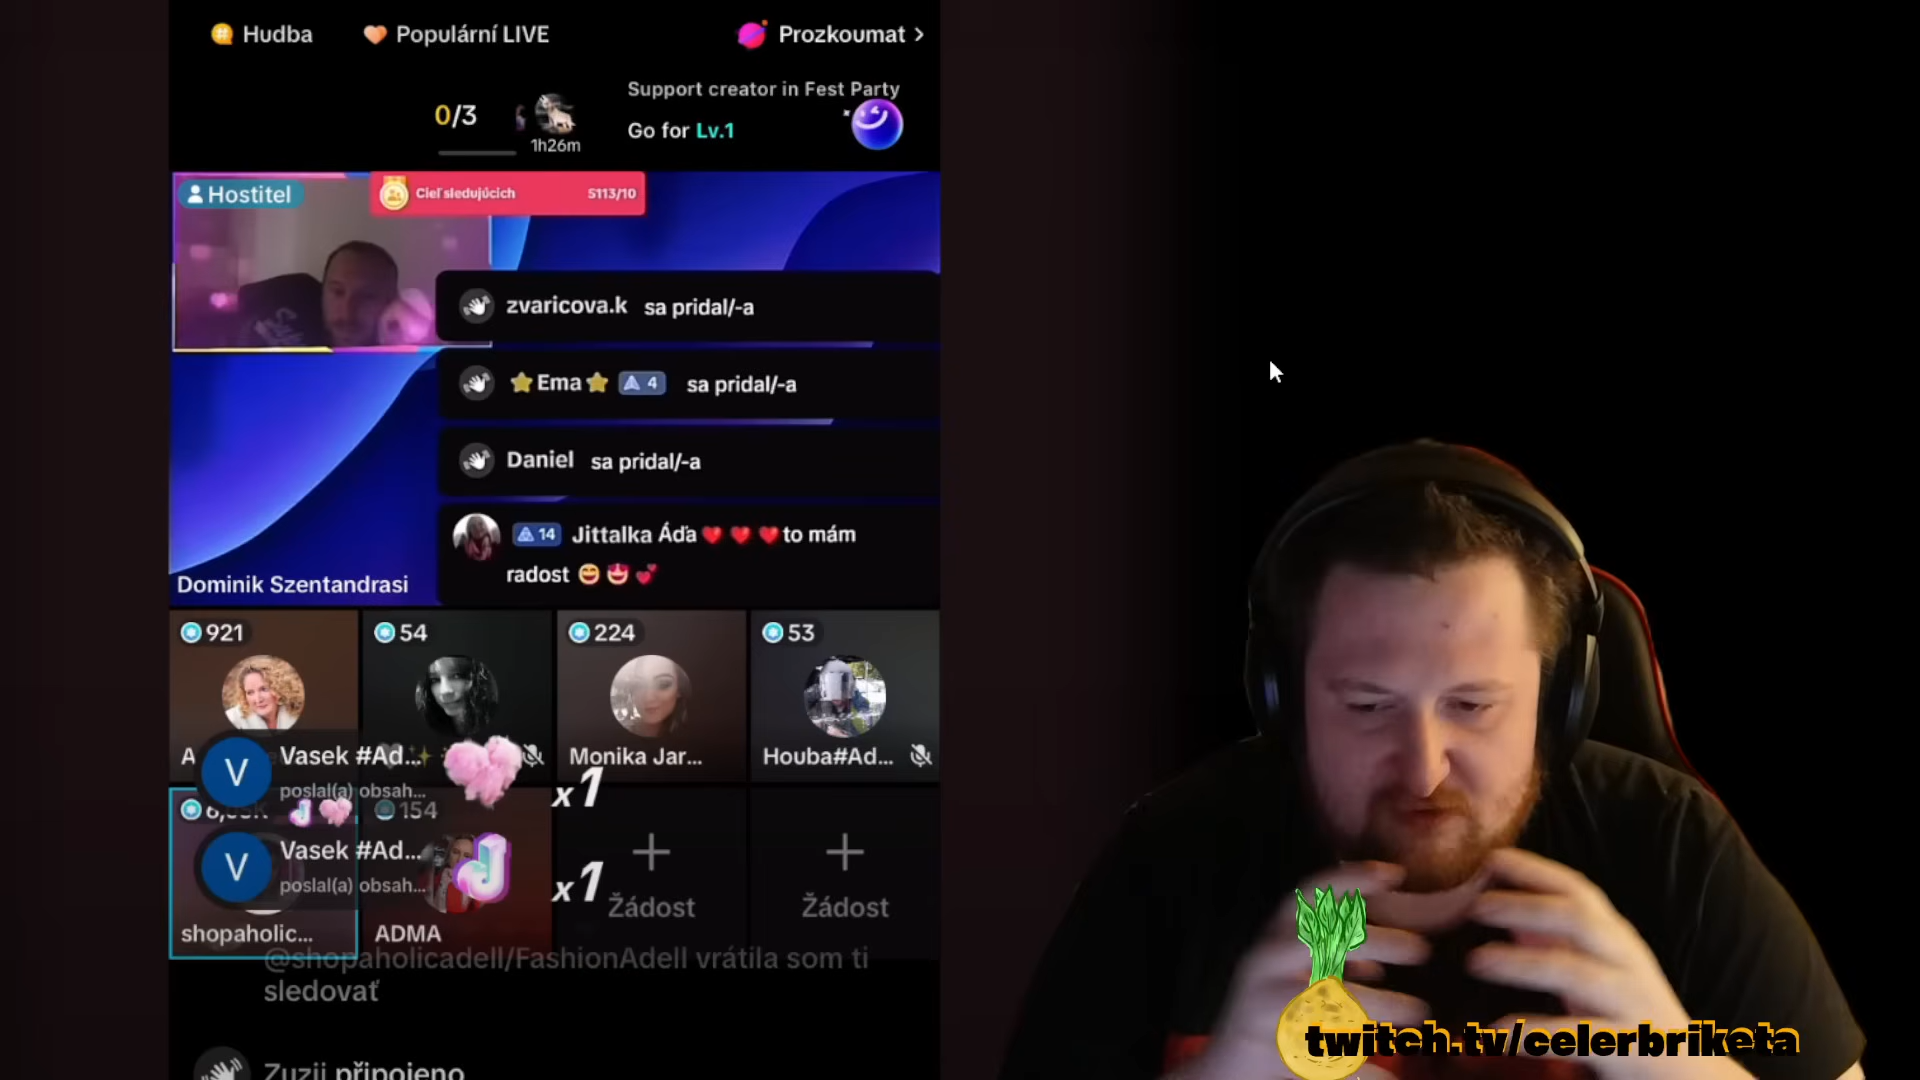 Hudba
Populární LIVE
Prozkoumat
0/3
1h26m
Support creator in Fest Party
Go for Lv.1
Hostitel
Cieľ sledujúcich
5113/10
zvaricova.k sa pridal/-a
Ema 4 sa pridal/-a
Daniel sa pridal/-a
14 Jittalka Áďa to mám
radost
Dominik Szentandrasi
921
54
224
53
A
Monika Jar...
Houba#Ad...
V
Vasek #Ad...
poslal(a) obsah...
x1
154
V
Vasek #Ad...
poslal(a) obsah...
x1
Žádost
Žádost
shopaholic...
ADMA
@shopaholicadell/FashionAdell vrátila som ti
sledovať
Zuzii připojeno
twitch.tv/celerbriketa